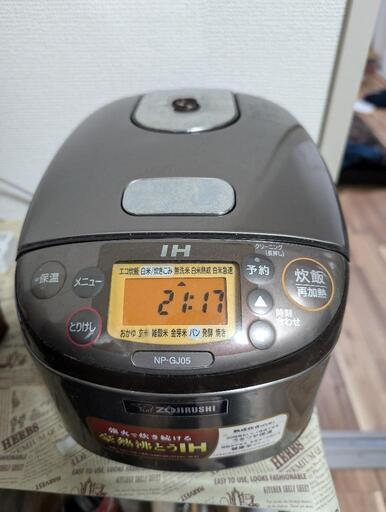 IH
クリーニング
(長押し)
保温
メニュー
とりけし
エコ炊飯 白米/炊きこみ 無洗米 白米熟成 白米急速
21:17
おかゆ 玄米 雑穀米 金芽米 パン 発酵 焼き
予約
炊飯
再加熱
時刻
合わせ
NP-GJ05
ZOJIRUSHI
強火で炊き続ける
豪熱沸とうIH
HERBS
KITCHEN SHELF SHEET